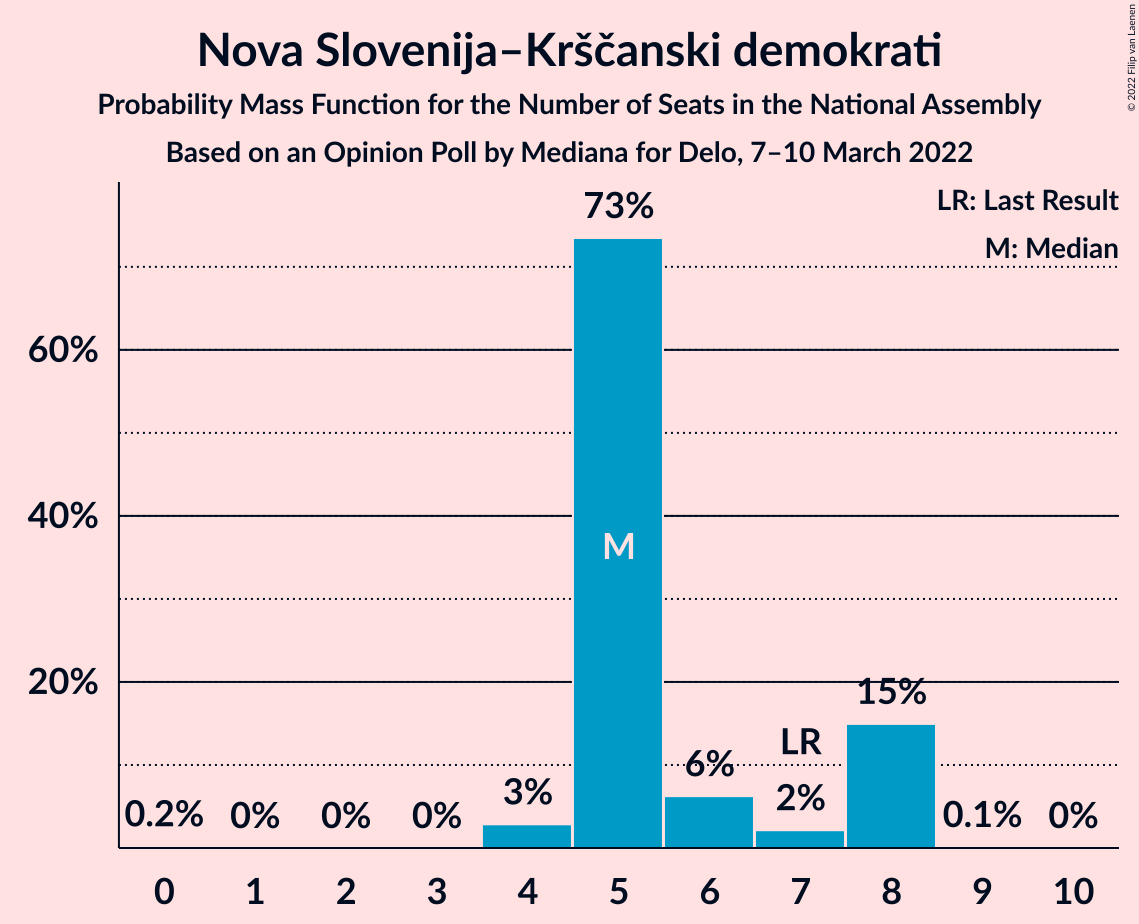 Nova Slovenija–Krščanski demokrati
Probability Mass Function for the Number of Seats in the National Assembly
Based on an Opinion Poll by Mediana for Delo, 7–10 March 2022
© 2022 Filip van Laenen
LR: Last Result
M: Median
73%
60%
40%
M
20%
15%
LR
6%
3%
2%
0.2% 0% 0% 0% 0.1% 0%
0 1 2 3 4 5 6 7 8 9 10